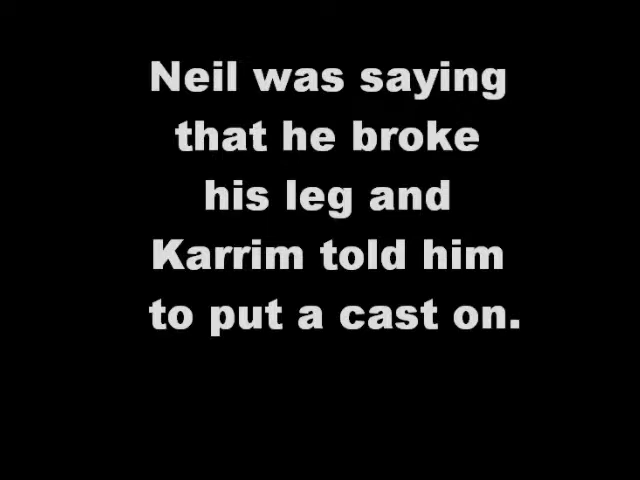 Neil was saying
that he broke
his leg and
Karrim told him
to put a cast on.